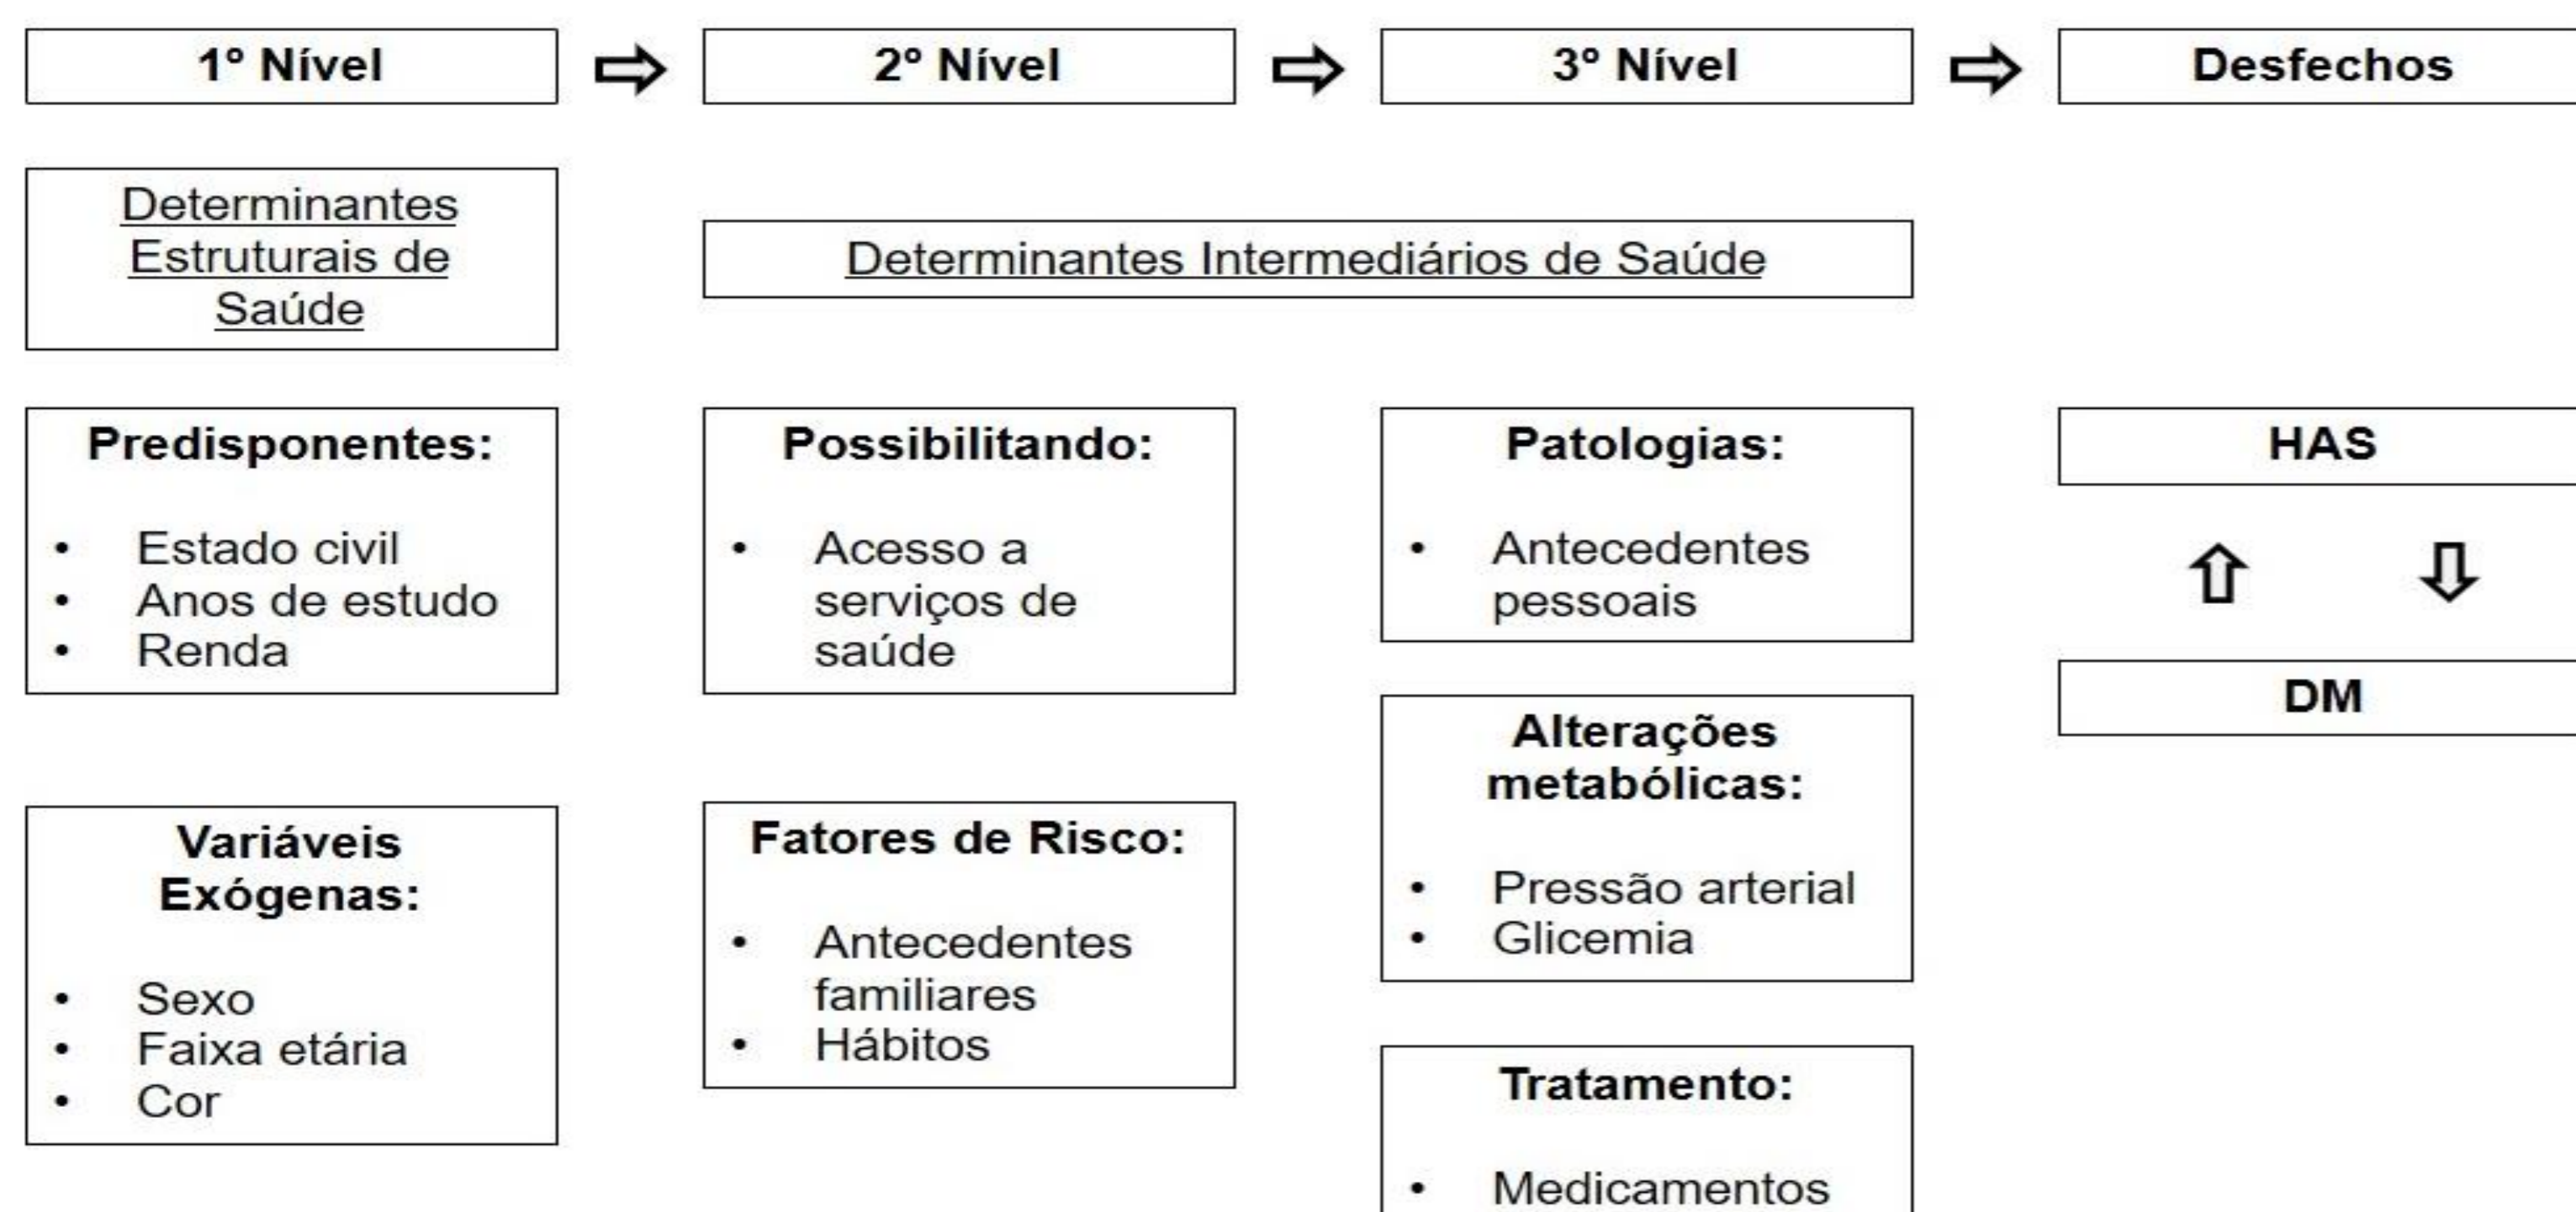 1º Nível
2º Nível
3º Nível
Desfechos
Determinantes
Estruturais de
Saúde
Determinantes Intermediários de Saúde
Predisponentes:
• Estado civil
• Anos de estudo
• Renda
Variáveis
Exógenas:
• Sexo
• Faixa etária
• Cor
Possibilitando:
• Acesso a
serviços de
saúde
Fatores de Risco:
• Antecedentes
familiares
• Hábitos
Patologias:
• Antecedentes
pessoais
Alterações
metabólicas:
• Pressão arterial
• Glicemia
Tratamento:
• Medicamentos
HAS
DM